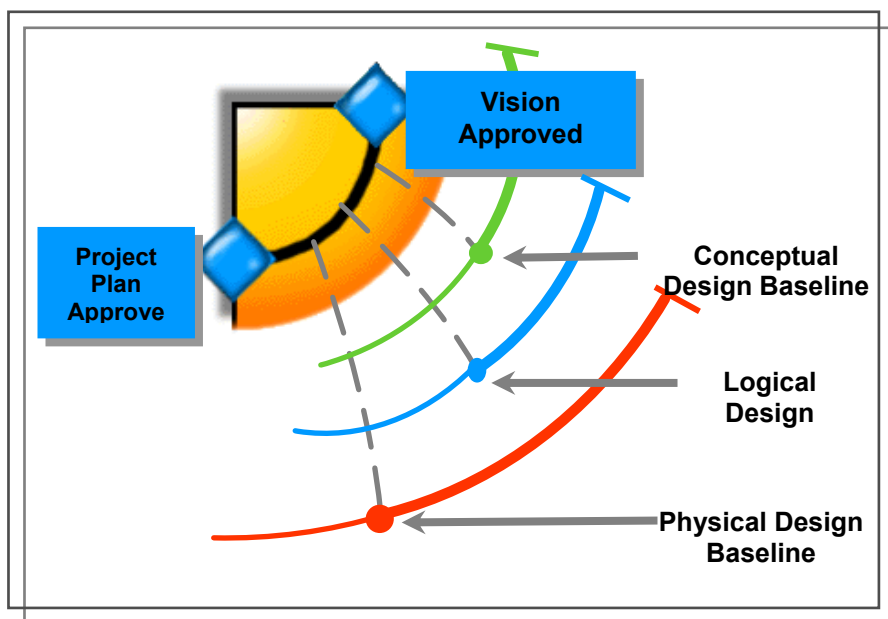 Vision
Approved
Project
Plan
Approve
Conceptual
Design Baseline
Logical
Design
Physical Design
Baseline